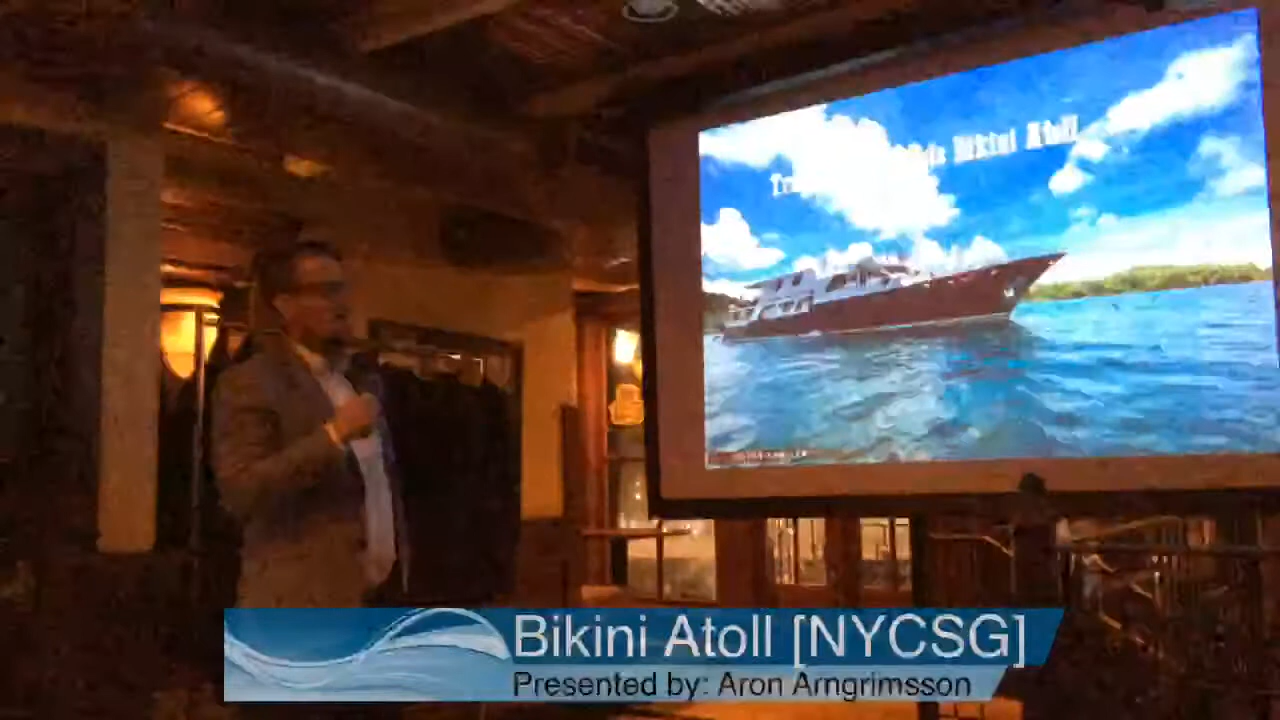 Bikini Atoll
Bikini Atoll [NYCSG]
Presented by: Aron Arngrimsson